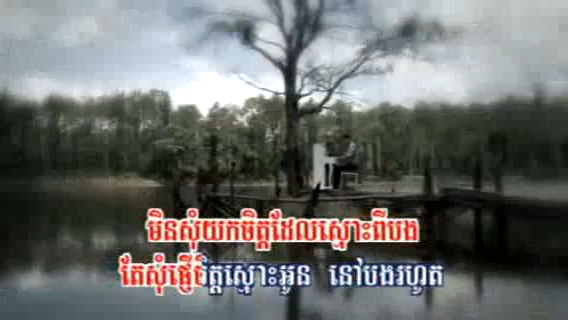 មិនសុំយកចិត្តដែលស្មោះពីបង
តែសុំផ្ញើចិត្តស្មោះអូន នៅបងរហូត